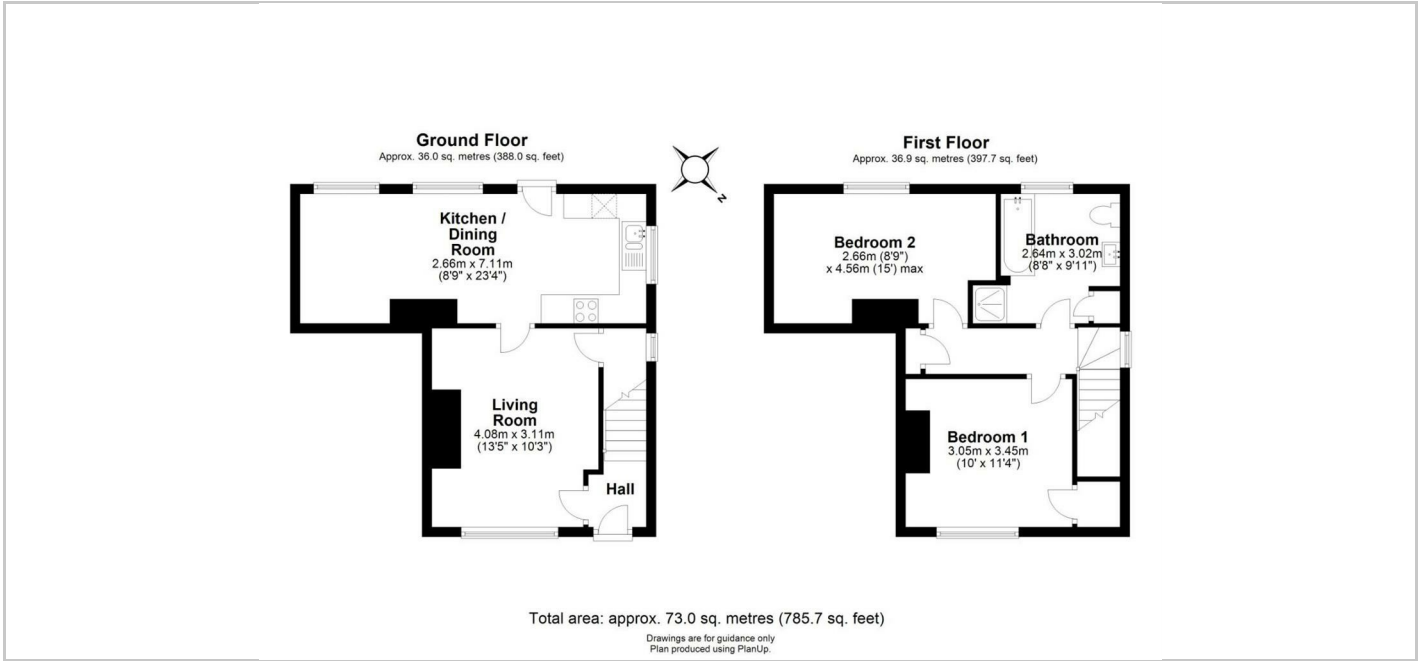 Ground Floor
Approx. 36.0 sq. metres (388.0 sq. feet)
Kitchen /
Dining
Room
2.66m x 7.11m
(8'9" x 23'4")
Living
Room
4.08m x 3.11m
(13'5" x 10'3")
Hall
N
First Floor
Approx. 36.9 sq. metres (397.7 sq. feet)
Bedroom 2
2.66m (8'9")
x 4.56m (15') max
Bathroom
2.64m x 3.02m
(8'8" x 9'11")
Bedroom 1
3.05m x 3.45m
(10' x 11'4")
Total area: approx. 73.0 sq. metres (785.7 sq. feet)
Drawings are for guidance only
Plan produced using PlanUp.